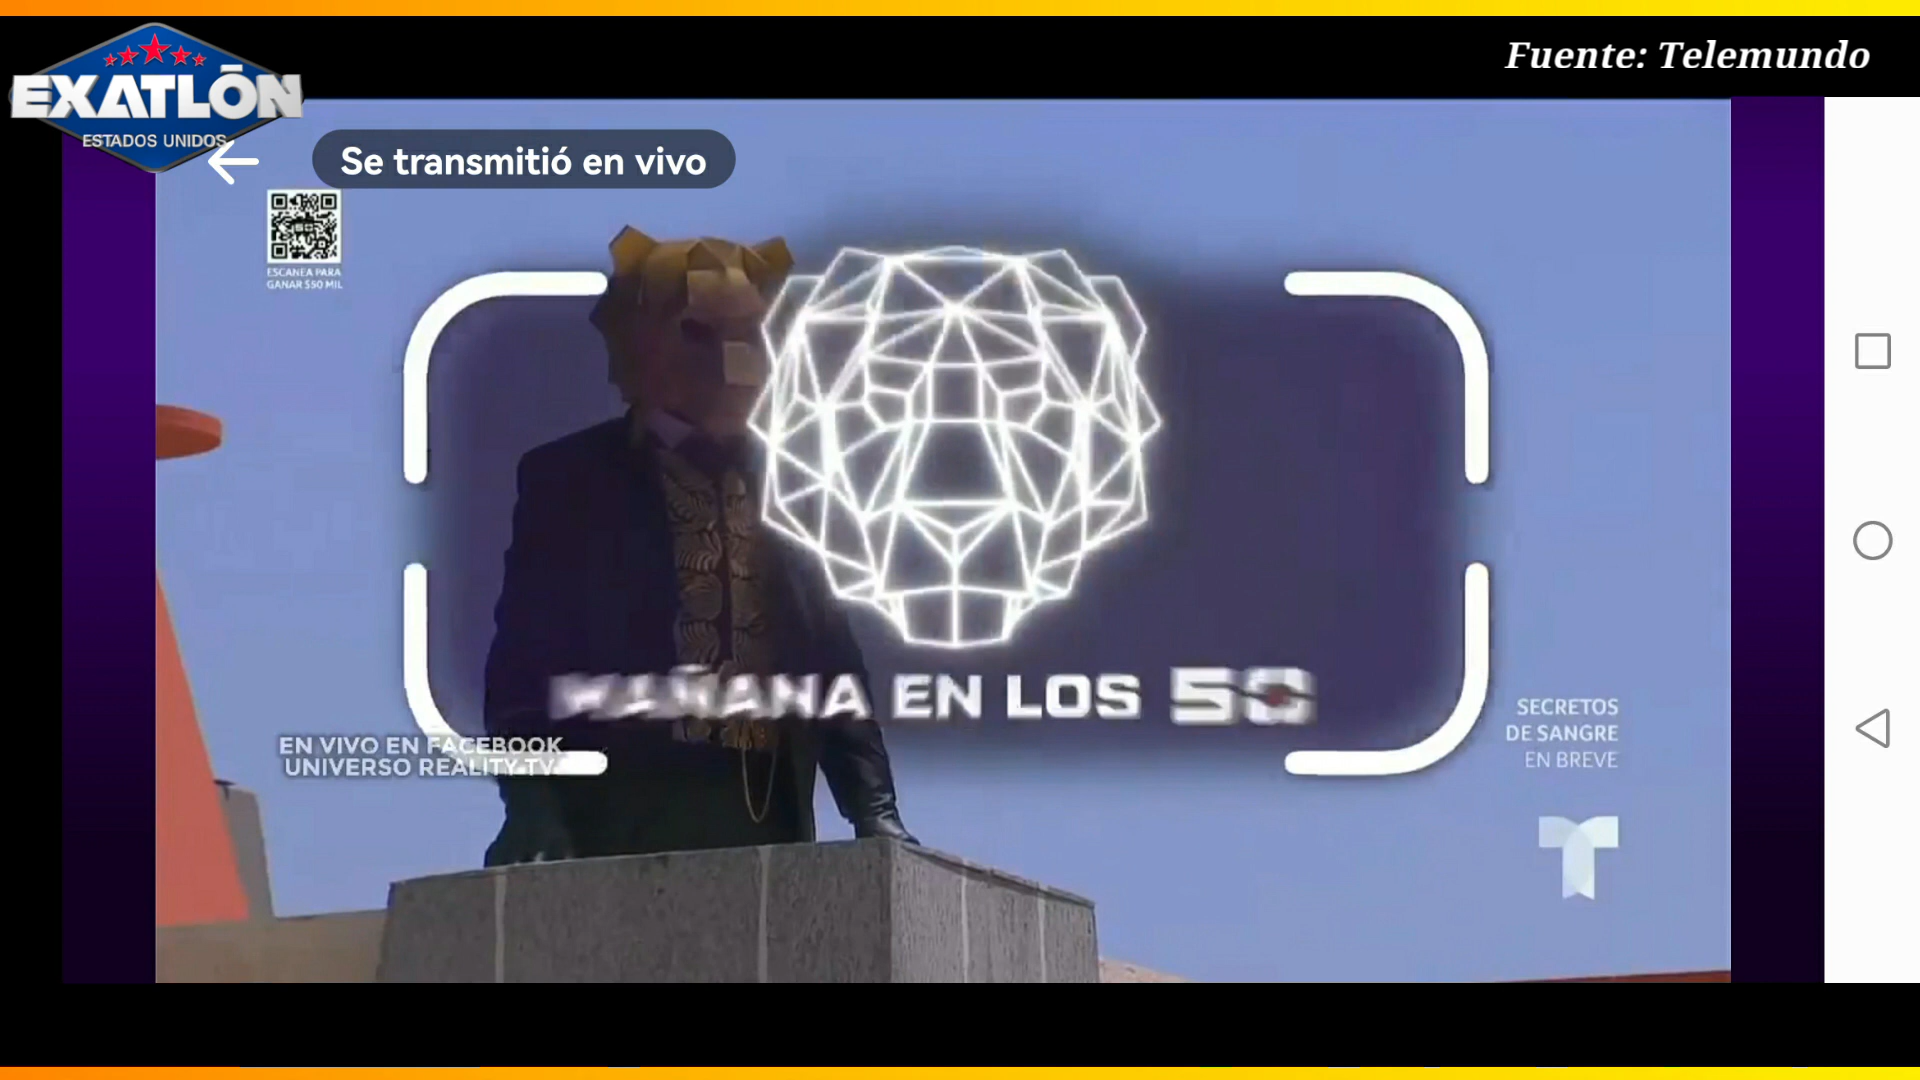 Fuente: Telemundo
EXATLÓN
ESTADOS UNIDOS
Se transmitió en vivo
ESCANEA PARA
GANAR $50 MIL
MAÑANA EN LOS 50
EN VIVO EN FACEBOOK
UNIVERSO REALITY TV
SECRETOS
DE SANGRE
EN BREVE